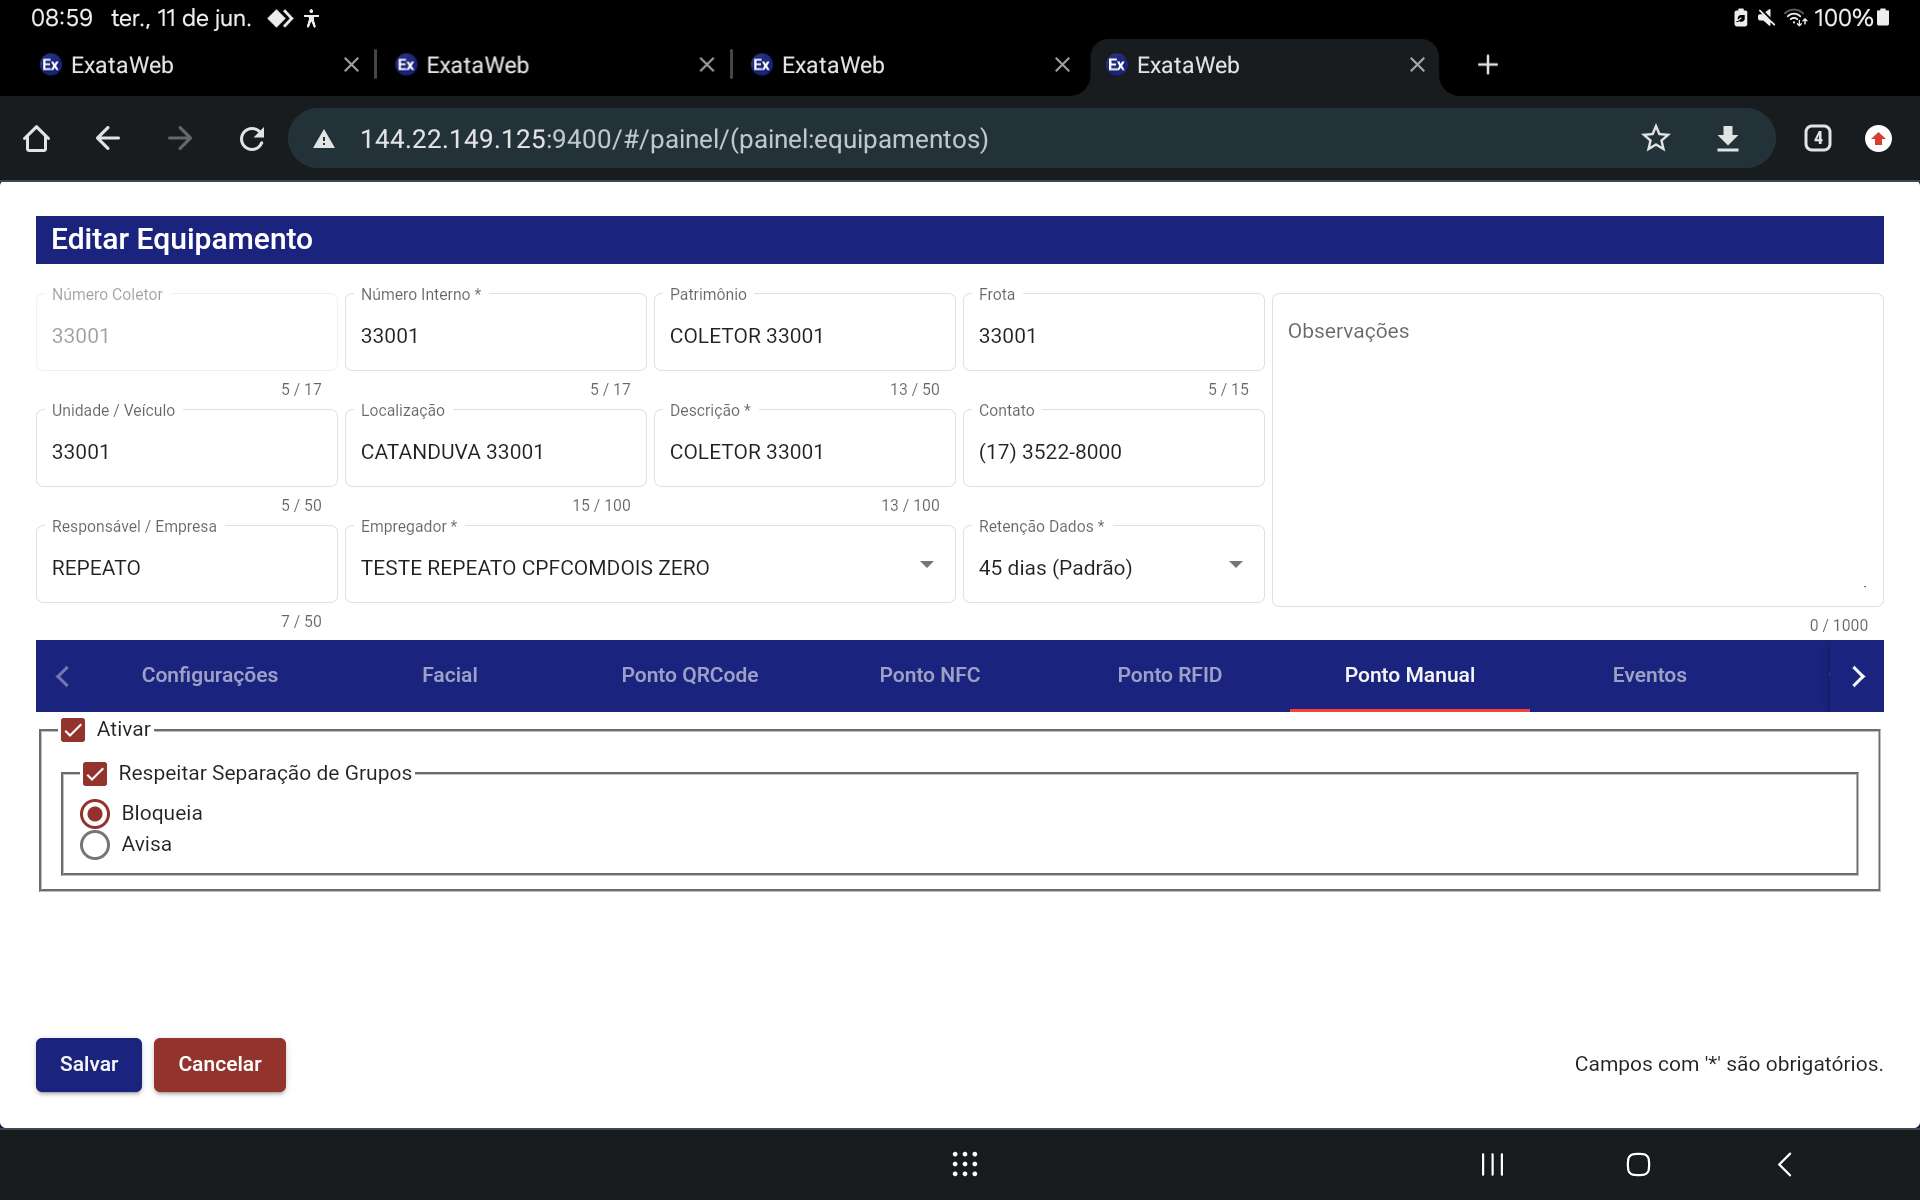 08:59 ter., 11 de jun. 100%
Ex ExataWeb Ex ExataWeb Ex ExataWeb Ex ExataWeb
144.22.149.125:9400/#/painel/(painel:equipamentos) 4
Editar Equipamento
Número Coletor Número Interno * Patrimônio Frota
33001 33001 COLETOR 33001 33001 Observações
5 / 17 5 / 17 13 / 50 5 / 15
Unidade / Veículo Localização Descrição * Contato
33001 CATANDUVA 33001 COLETOR 33001 (17) 3522-8000
5 / 50 15 / 100 13 / 100
Responsável / Empresa Empregador * Retenção Dados *
REPEATO TESTE REPEATO CPFCOMDOIS ZERO 45 dias (Padrão)
7 / 50 0 / 1000
Configurações Facial Ponto QRCode Ponto NFC Ponto RFID Ponto Manual Eventos
Ativar
Respeitar Separação de Grupos
Bloqueia
Avisa
Salvar Cancelar Campos com '*' são obrigatórios.